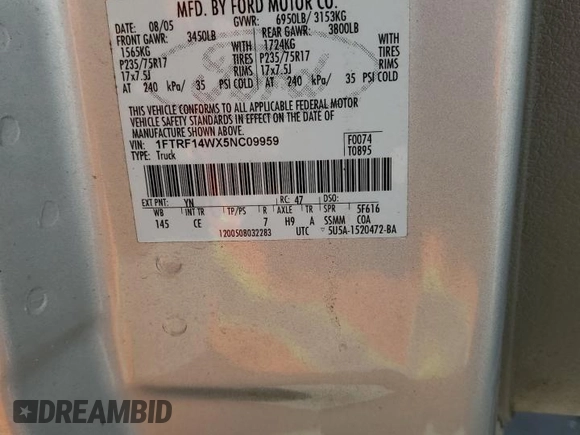 MFD. BY FORD MOTOR CO.
DATE: 08/05 GVWR: 6950LB/ 3153KG
FRONT GAWR: 3450LB REAR GAWR: 3800LB
1565KG WITH 1724KG WITH
P235/75R17 TIRES P235/75R17 TIRES
17x7.5J RIMS 17x7.5J RIMS
AT 240 kPa/ 35 PSI COLD AT 240 kPa/ 35 PSI COLD
THIS VEHICLE CONFORMS TO ALL APPLICABLE FEDERAL MOTOR
VEHICLE SAFETY STANDARDS IN EFFECT ON THE DATE OF
MANUFACTURE SHOWN ABOVE.
VIN: 1FTRF14WX5NC09959 F0074
TYPE: Truck T0B95
EXT PNT: YN RC: 47 DSO:
WB INT TR TP/PS R AXLE TR SPR 5F616
145 CE 7 H9 A SSMM COA
1200508032283 UTC 5U5A-1520472-BA
DREAMBID